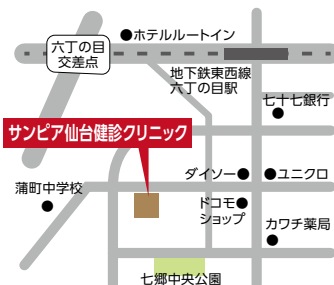 ホテルルートイン
六丁の目
交差点
地下鉄東西線
六丁の目駅
七十七銀行
サンピア仙台健診クリニック
ダイソー
ユニクロ
蒲町中学校
ドコモ
ショップ
カワチ薬局
七郷中央公園